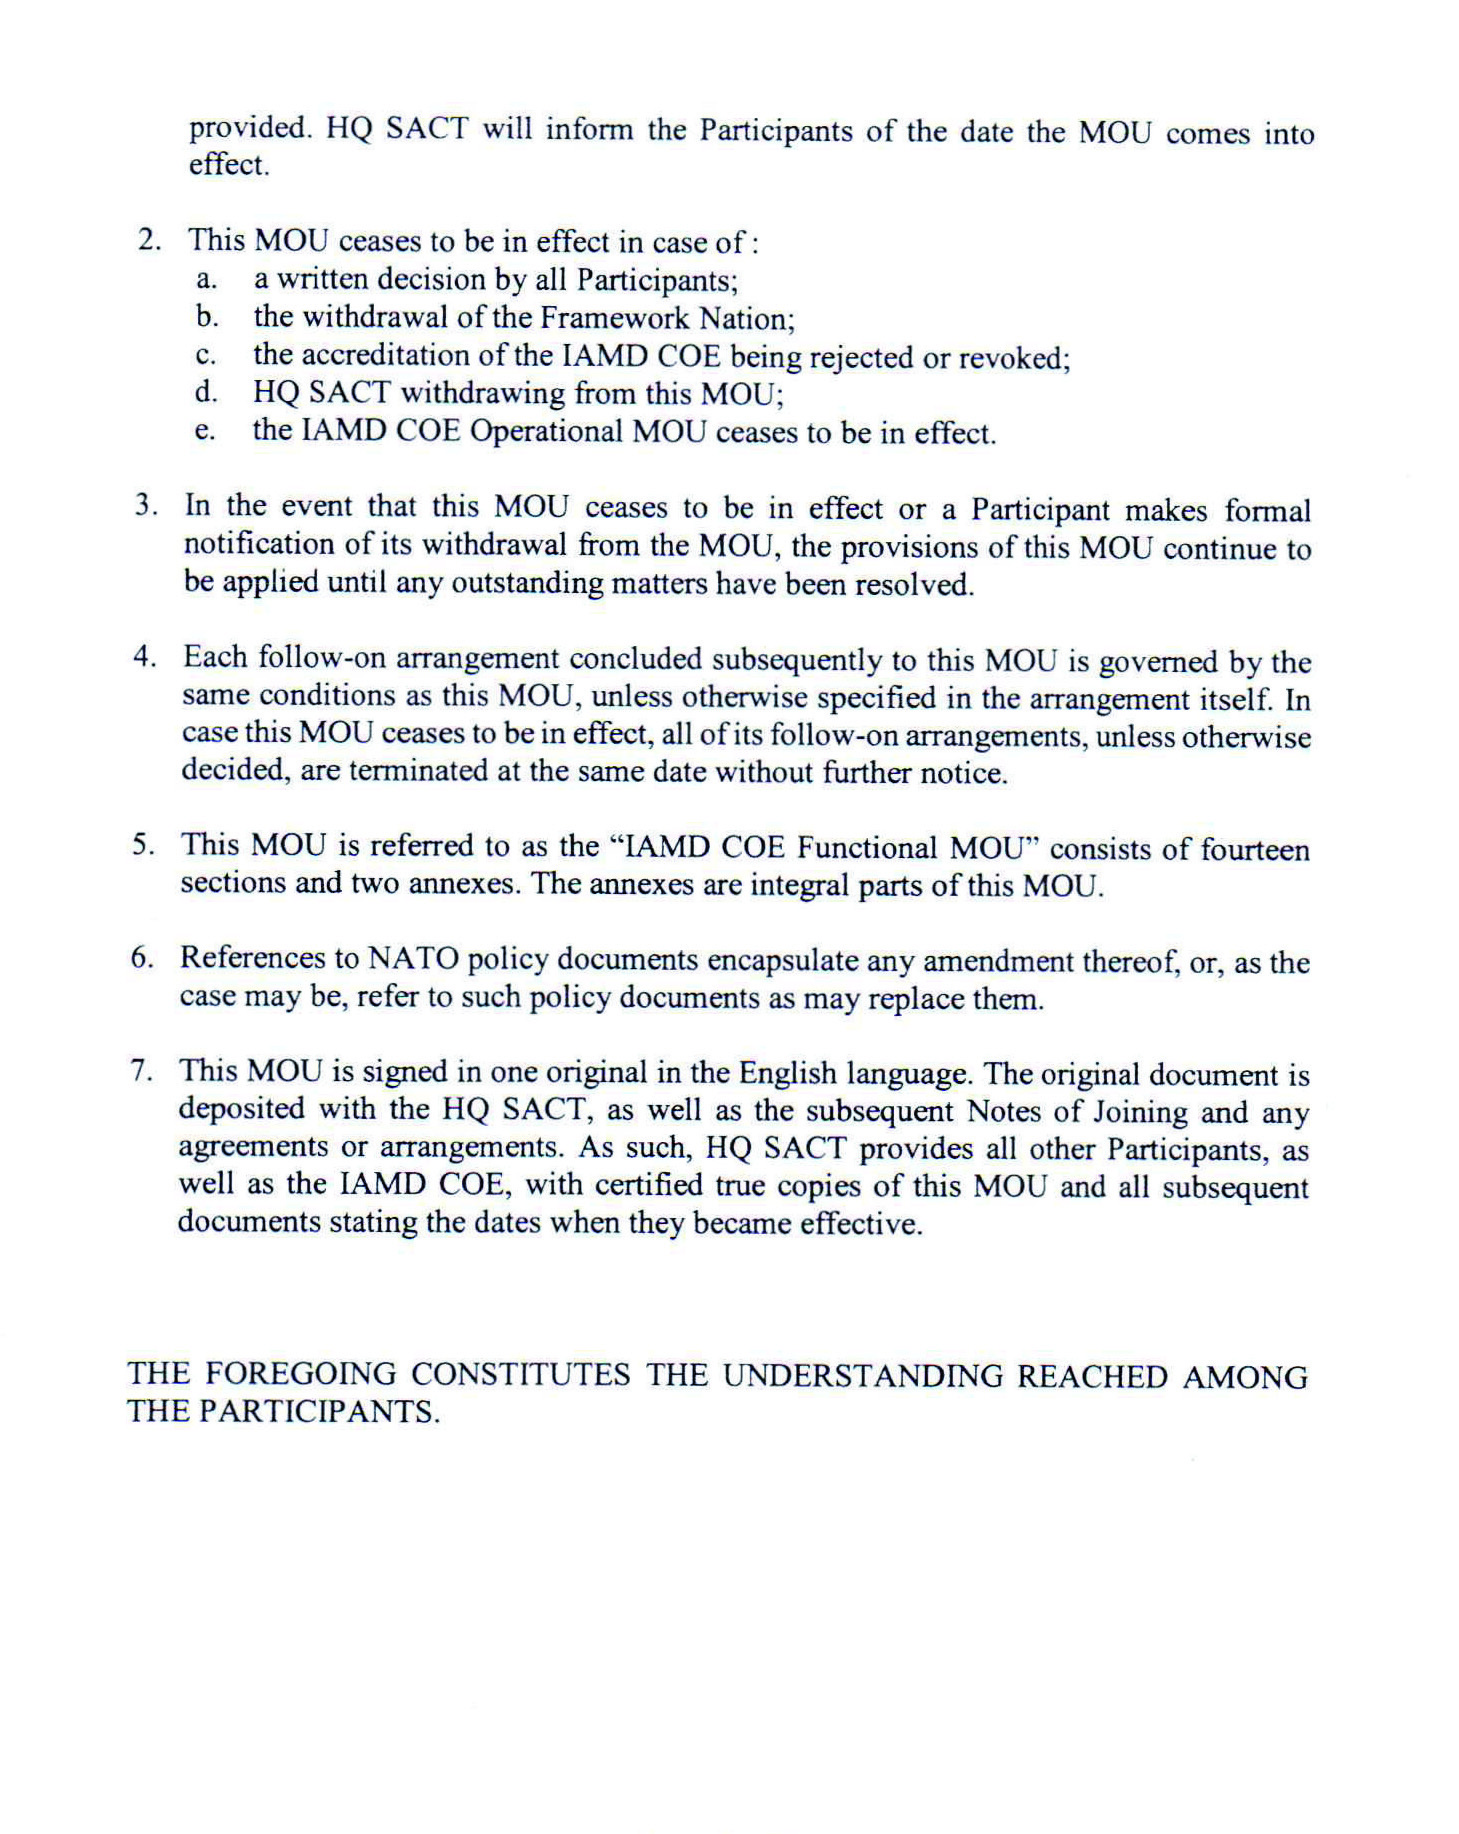 provided. HQ SACT will inform the Participants of the date the MOU comes into
effect.
2. This MOU ceases to be in effect in case of :
a. a written decision by all Participants;
b. the withdrawal of the Framework Nation;
c. the accreditation of the IAMD COE being rejected or revoked;
d. HQ SACT withdrawing from this MOU;
e. the IAMD COE Operational MOU ceases to be in effect.
3. In the event that this MOU ceases to be in effect or a Participant makes formal
notification of its withdrawal from the MOU, the provisions of this MOU continue to
be applied until any outstanding matters have been resolved.
4. Each follow-on arrangement concluded subsequently to this MOU is governed by the
same conditions as this MOU, unless otherwise specified in the arrangement itself. In
case this MOU ceases to be in effect, all of its follow-on arrangements, unless otherwise
decided, are terminated at the same date without further notice.
5. This MOU is referred to as the “IAMD COE Functional MOU” consists of fourteen
sections and two annexes. The annexes are integral parts of this MOU.
6. References to NATO policy documents encapsulate any amendment thereof, or, as the
case may be, refer to such policy documents as may replace them.
7. This MOU is signed in one original in the English language. The original document is
deposited with the HQ SACT, as well as the subsequent Notes of Joining and any
agreements or arrangements. As such, HQ SACT provides all other Participants, as
well as the IAMD COE, with certified true copies of this MOU and all subsequent
documents stating the dates when they became effective.
THE FOREGOING CONSTITUTES THE UNDERSTANDING REACHED AMONG
THE PARTICIPANTS.